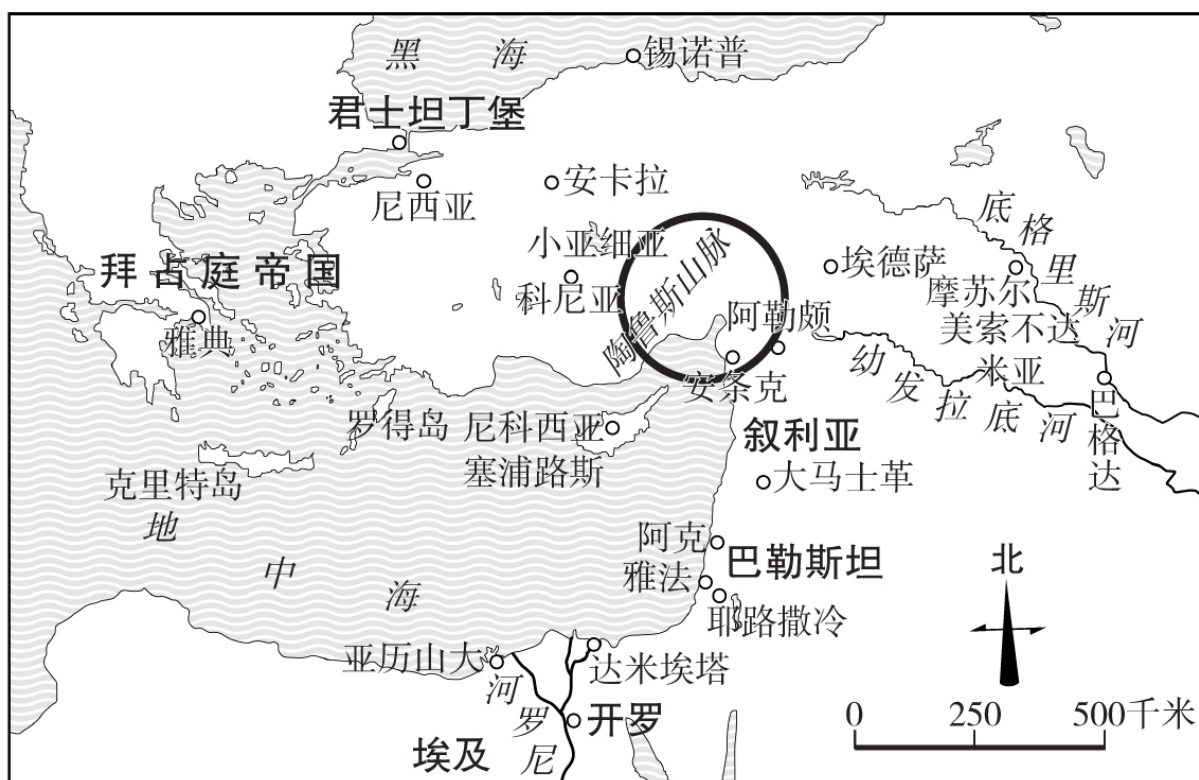 黑海
锡诺普
君士坦丁堡
尼西亚
安卡拉
小亚细亚
科尼亚
陶鲁斯山脉
拜占庭帝国
雅典
埃德萨
底格里斯河
摩苏尔
美索不达
米亚
阿勒颇
安条克
幼发拉底河
巴格达
罗得岛
尼科西亚
塞浦路斯
叙利亚
克里特岛
大马士革
地中海
阿克
巴勒斯坦
雅法
耶路撒冷
北
亚历山大
达米埃塔
尼罗河
开罗
埃及
0 250 500千米